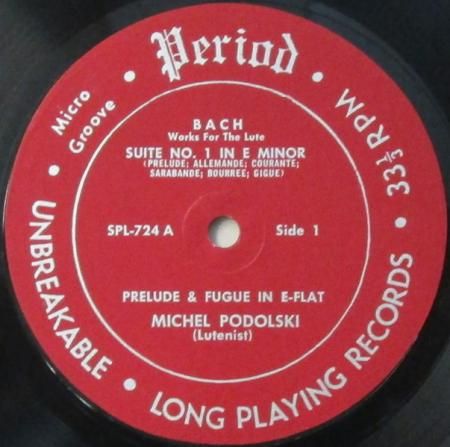 Period
Micro
Groove
33⅓ RPM
BACH
Works For The Lute
SUITE NO. 1 IN E MINOR
(PRELUDE; ALLEMANDE; COURANTE;
SARABANDE; BOURREE; GIGUE)
SPL-724 A
Side 1
PRELUDE & FUGUE IN E-FLAT
MICHEL PODOLSKI
(Lutenist)
UNBREAKABLE • LONG PLAYING RECORDS •